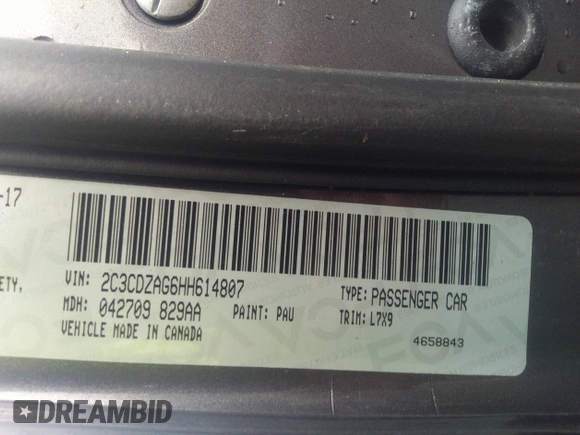 -17
ETY.
VIN: 2C3CDZAG6HH614807
TYPE: PASSENGER CAR
MDH: 042709 829AA
PAINT: PAU
TRIM: L7X9
VEHICLE MADE IN CANADA
4658843
DREAMBID